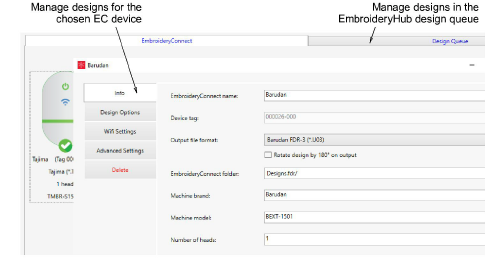 Manage designs for the
chosen EC device
Manage designs in the
EmbroideryHub design queue
EmbroideryConnect
Design Queue
Barudan
Info
Design Options
Wifi Settings
Advanced Settings
Delete
EmbroideryConnect name:
Barudan
Device tag:
000026-000
Output file format:
Barudan FDR-3 (*.U03)
Rotate design by 180° on output
EmbroideryConnect folder:
Designs.fdr/
Machine brand:
Barudan
Machine model:
BEXT-1501
Number of heads:
1
Tajima (Tag 00
Tajima (*.
1 head
TMBR-S15